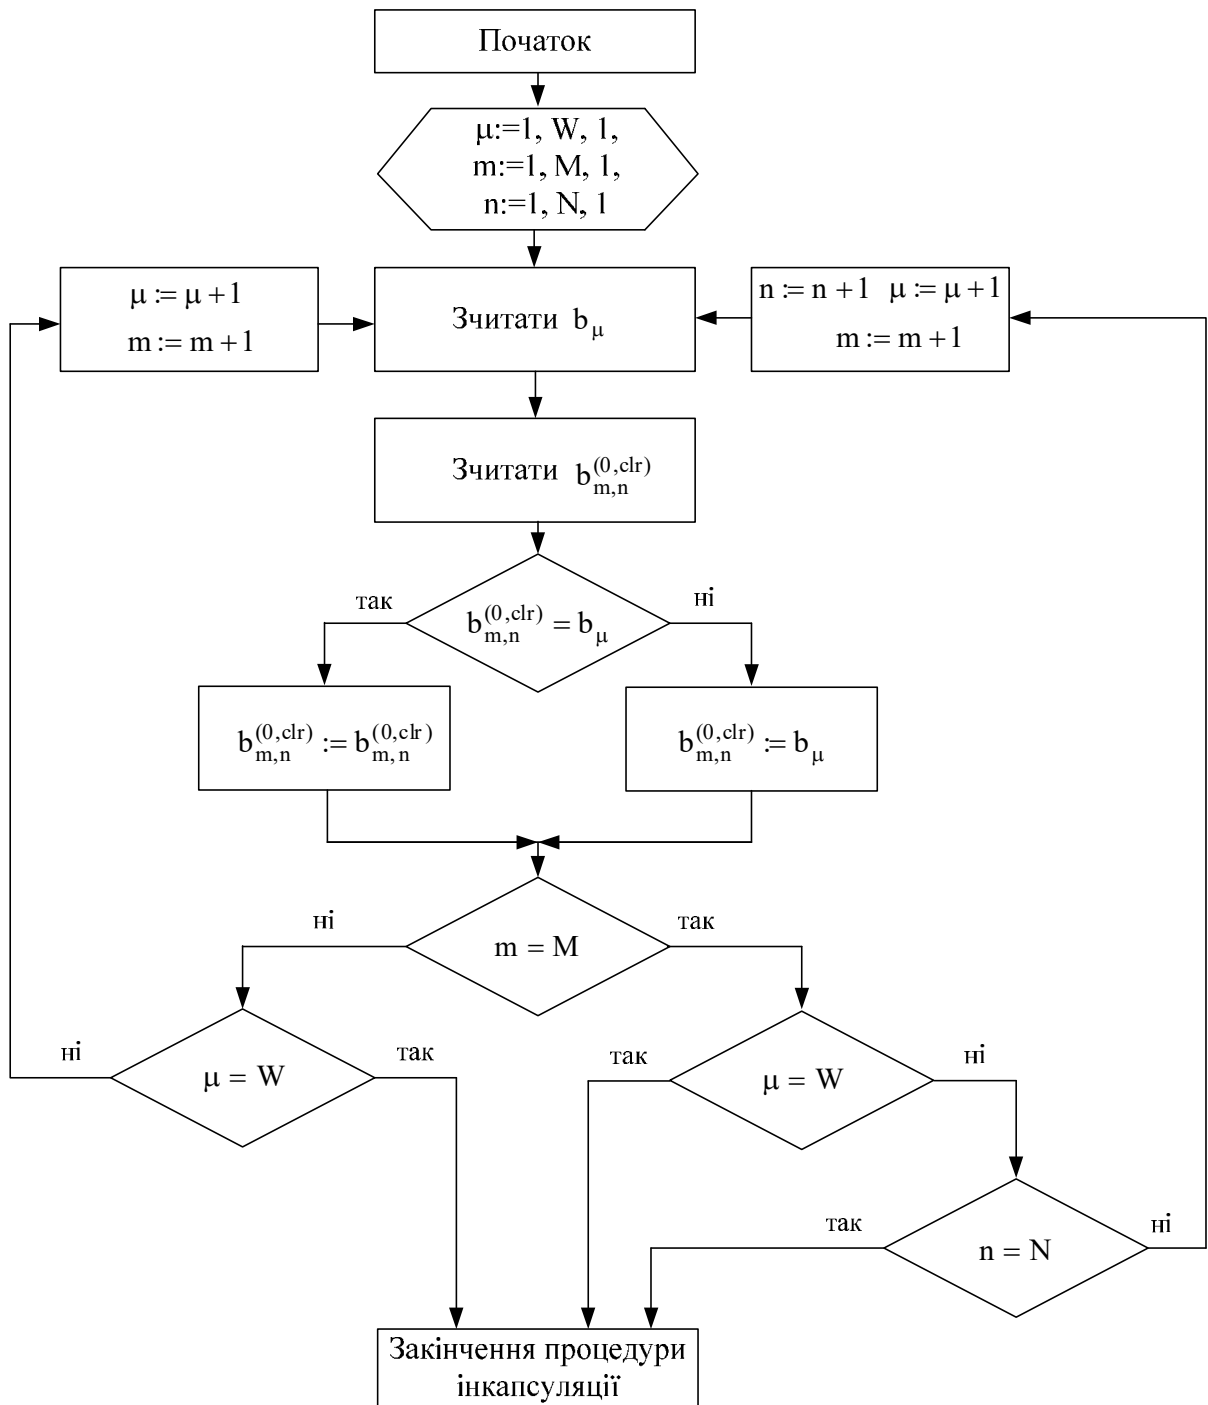 Початок
μ:=1, W, 1,
m:=1, M, 1,
n:=1, N, 1
μ := μ + 1
m := m + 1
Зчитати b_μ
n := n + 1 μ := μ + 1
m := m + 1
Зчитати b_{m,n}^{(0,clr)}
так
ні
b_{m,n}^{(0,clr)} = b_μ
b_{m,n}^{(0,clr)} := b_{m,n}^{(0,clr)}
b_{m,n}^{(0,clr)} := b_μ
ні
так
m = M
ні
так
μ = W
так
ні
μ = W
так
ні
n = N
Закінчення процедури
інкапсуляції